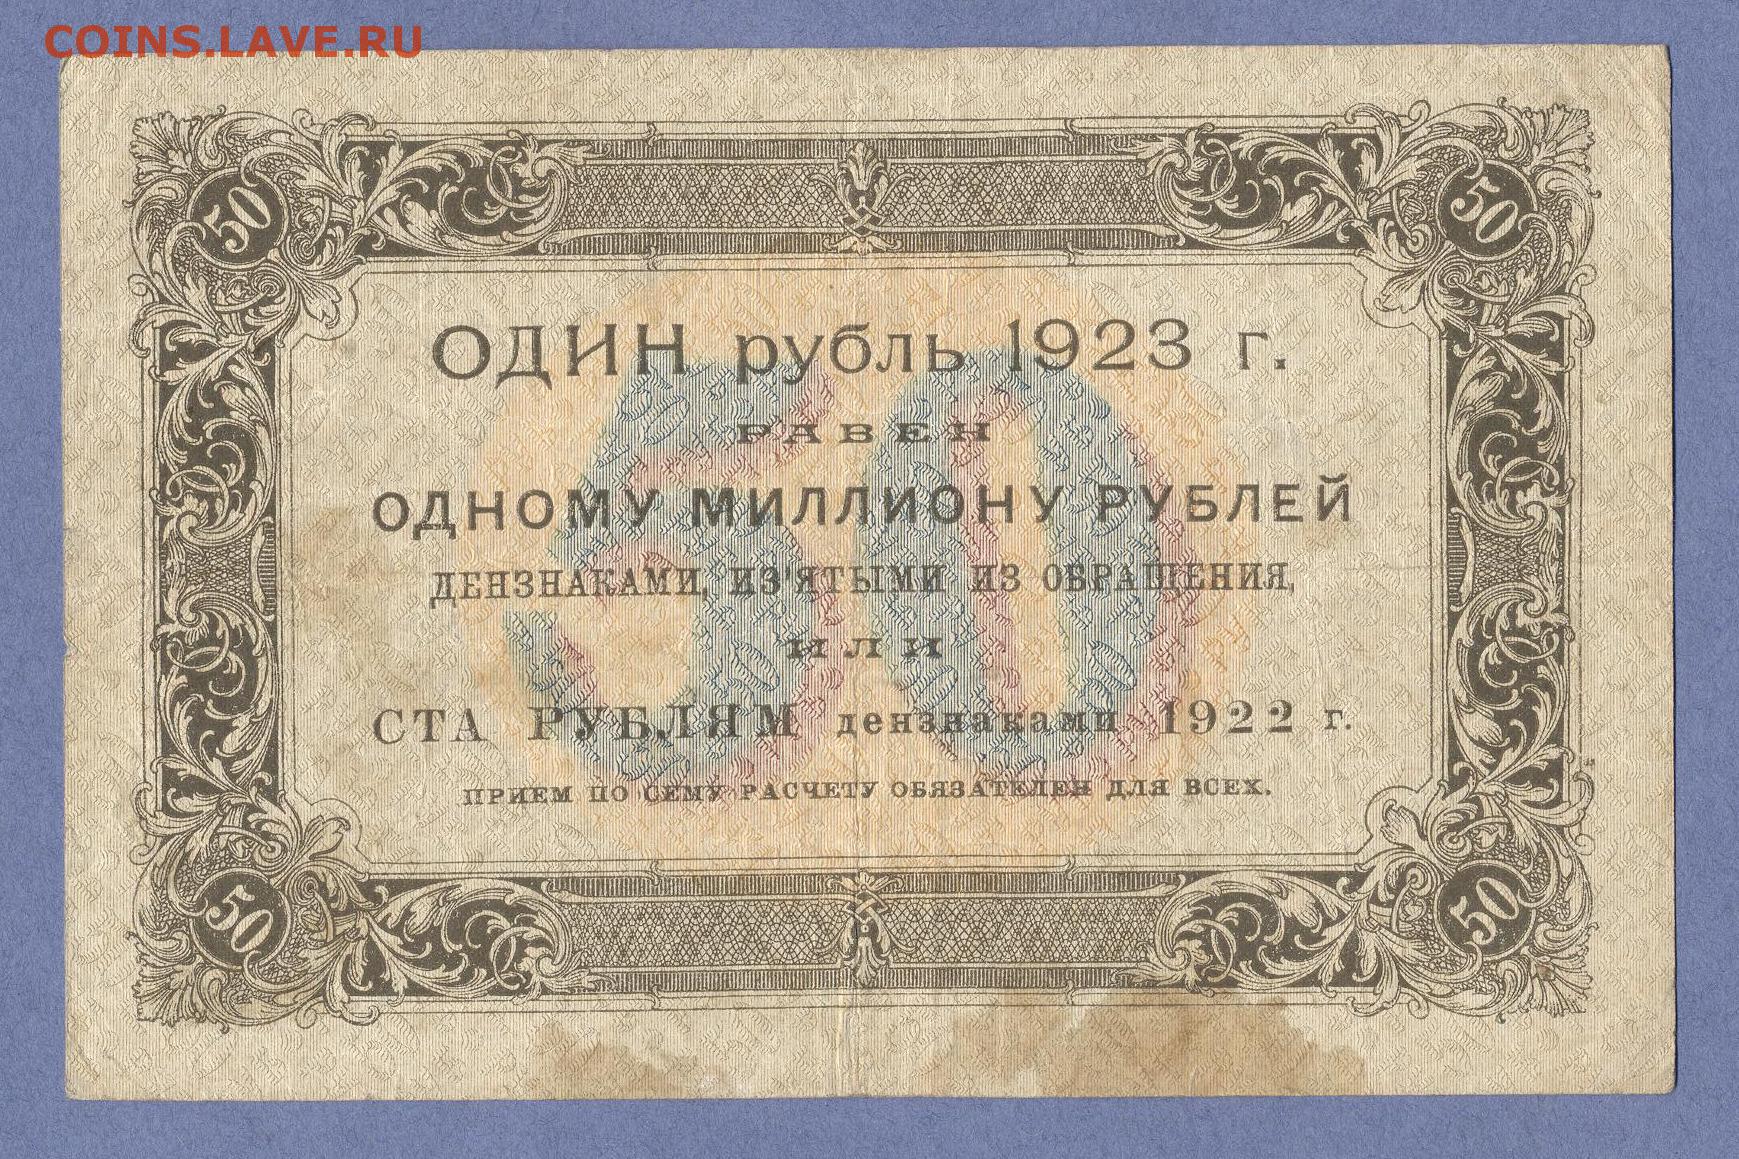 COINS.LAVE.RU
50 50
ОДИН рубль 1923 г.
РАВЕН
ОДНОМУ МИЛЛИОНУ РУБЛЕЙ
ДЕНЗНАКАМИ, ИЗ'ЯТЫМИ ИЗ ОБРАЩЕНИЯ,
ИЛИ
СТА РУБЛЯМ дензнаками 1922 г.
ПРИЕМ ПО СЕМУ РАСЧЕТУ ОБЯЗАТЕЛЕН ДЛЯ ВСЕХ.
50
50 50